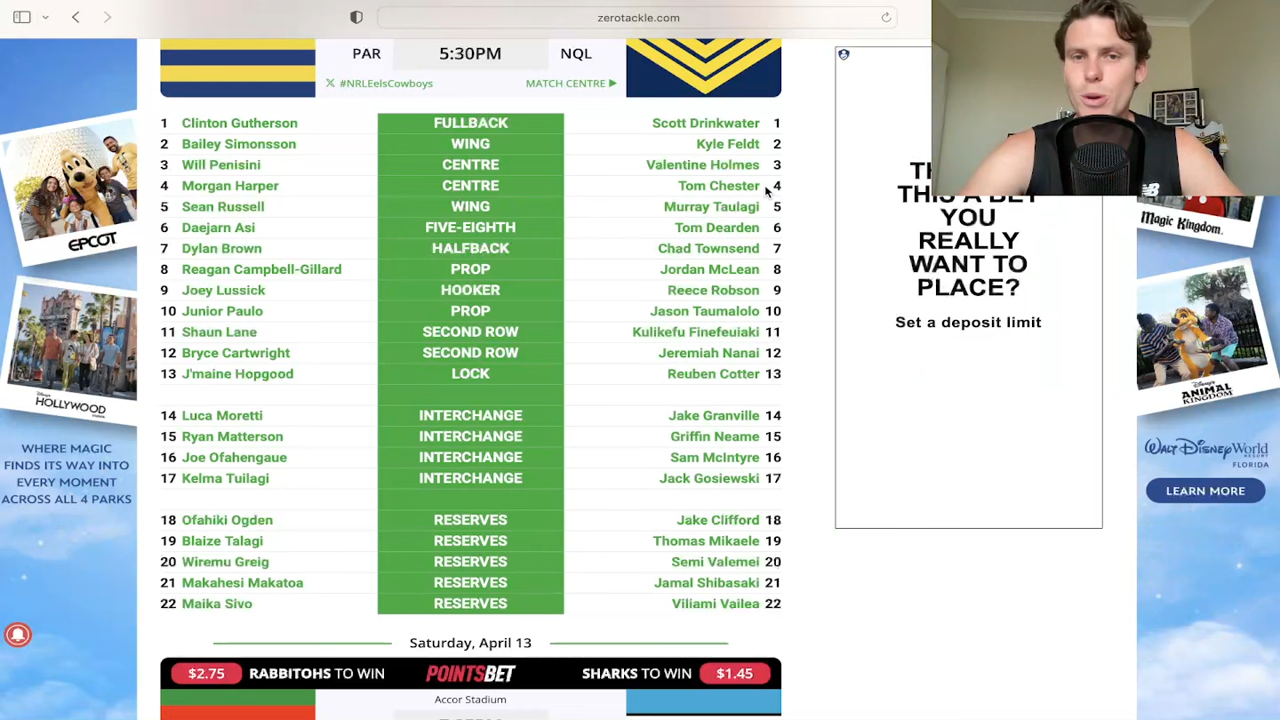 zerotackle.com
PAR 5:30PM NQL
#NRLEelsCowboys MATCH CENTRE ▶
1 Clinton Gutherson FULLBACK Scott Drinkwater 1
2 Bailey Simonsson WING Kyle Feldt 2
3 Will Penisini CENTRE Valentine Holmes 3
4 Morgan Harper CENTRE Tom Chester 4
5 Sean Russell WING Murray Taulagi 5
6 Daejarn Asi FIVE-EIGHTH Tom Dearden 6
7 Dylan Brown HALFBACK Chad Townsend 7
8 Reagan Campbell-Gillard PROP Jordan McLean 8
9 Joey Lussick HOOKER Reece Robson 9
10 Junior Paulo PROP Jason Taumalolo 10
11 Shaun Lane SECOND ROW Kulikefu Finefeuiaki 11
12 Bryce Cartwright SECOND ROW Jeremiah Nanai 12
13 J'maine Hopgood LOCK Reuben Cotter 13
14 Luca Moretti INTERCHANGE Jake Granville 14
15 Ryan Matterson INTERCHANGE Griffin Neame 15
16 Joe Ofahengaue INTERCHANGE Sam McIntyre 16
17 Kelma Tuilagi INTERCHANGE Jack Gosiewski 17
18 Ofahiki Ogden RESERVES Jake Clifford 18
19 Blaize Talagi RESERVES Thomas Mikaele 19
20 Wiremu Greig RESERVES Semi Valemei 20
21 Makahesi Makatoa RESERVES Jamal Shibasaki 21
22 Maika Sivo RESERVES Viliami Vailea 22
Saturday, April 13
$2.75 RABBITOHS TO WIN POINTSBET SHARKS TO WIN $1.45
Accor Stadium
EPCOT
DISNEY'S HOLLYWOOD
WHERE MAGIC
FINDS ITS WAY INTO
EVERY MOMENT
ACROSS ALL 4 PARKS
THIS A BET
YOU
REALLY
WANT TO
PLACE?
Set a deposit limit
Magic Kingdom
DISNEY'S
ANIMAL
KINGDOM
WALT DISNEY World
FLORIDA
LEARN MORE